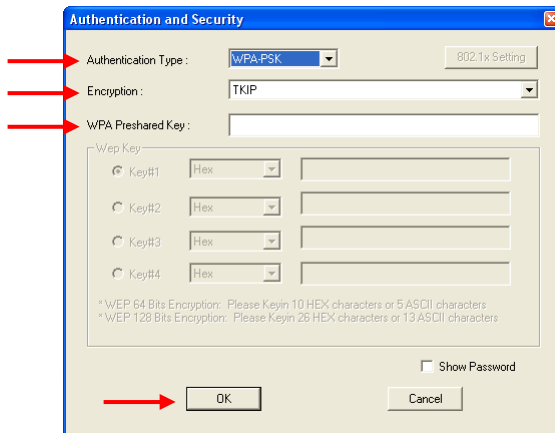 Authentication and Security
Authentication Type : WPA-PSK 802.1x Setting
Encryption : TKIP
WPA Preshared Key :
Wep Key
Key#1 Hex
Key#2 Hex
Key#3 Hex
Key#4 Hex
* WEP 64 Bits Encryption: Please Keyin 10 HEX characters or 5 ASCII characters
* WEP 128 Bits Encryption: Please Keyin 26 HEX characters or 13 ASCII characters
Show Password
OK Cancel